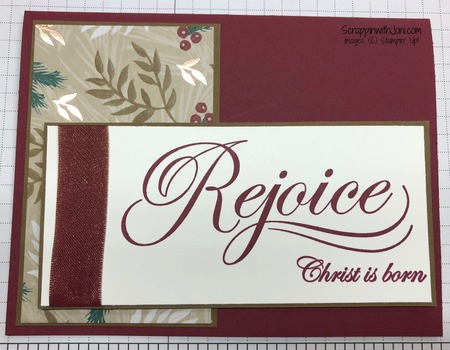 ScrappinwithJoni.com
Images (C) Stampin' Up!
Rejoice
Christ is born